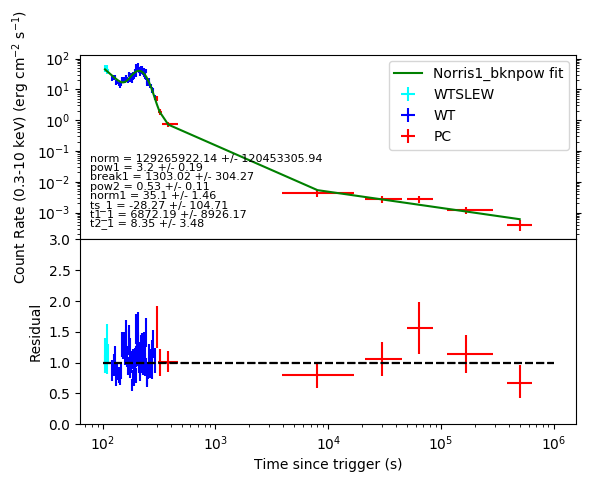 Count Rate (0.3-10 keV) (erg cm⁻² s⁻¹)
10²
10¹
10⁰
10⁻¹
10⁻²
10⁻³
Norris1_bknpow fit
WTSLEW
WT
PC
norm = 129265922.14 +/- 120453305.94
pow1 = 3.2 +/- 0.19
break1 = 1303.02 +/- 304.27
pow2 = 0.53 +/- 0.11
norm1 = 35.1 +/- 1.46
ts_1 = -28.27 +/- 104.71
t1_1 = 6872.19 +/- 8926.17
t2_1 = 8.35 +/- 3.48
Residual
3.0
2.5
2.0
1.5
1.0
0.5
0.0
10² 10³ 10⁴ 10⁵ 10⁶
Time since trigger (s)